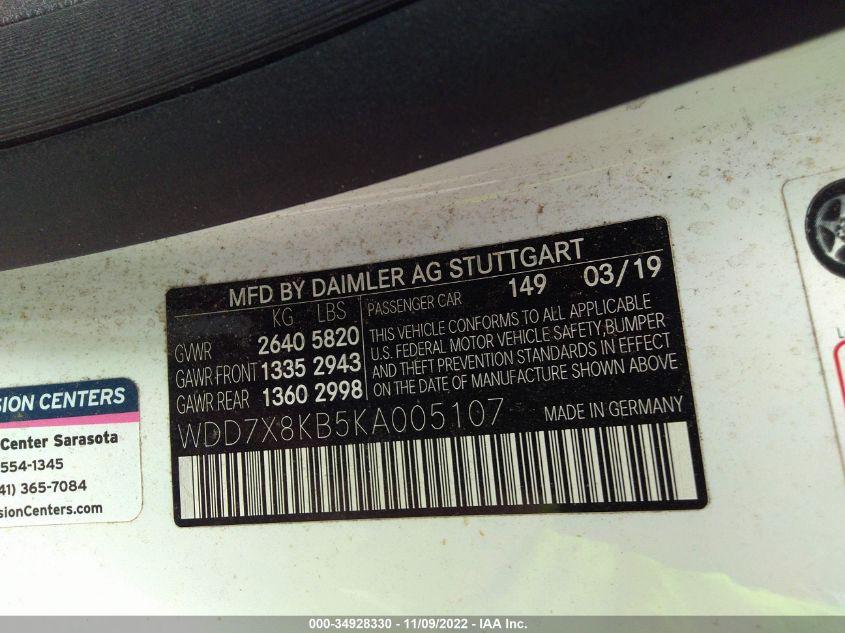 MFD BY DAIMLER AG STUTTGART
KG LBS PASSENGER CAR 149 03/19
GVWR 2640 5820
GAWR FRONT 1335 2943
GAWR REAR 1360 2998
THIS VEHICLE CONFORMS TO ALL APPLICABLE
U.S. FEDERAL MOTOR VEHICLE SAFETY, BUMPER
AND THEFT PREVENTION STANDARDS IN EFFECT
ON THE DATE OF MANUFACTURE SHOWN ABOVE
WDD7X8KB5KA005107 MADE IN GERMANY
SION CENTERS
Center Sarasota
554-1345
41) 365-7084
sionCenters.com
000-34928330 - 11/09/2022 - IAA Inc.